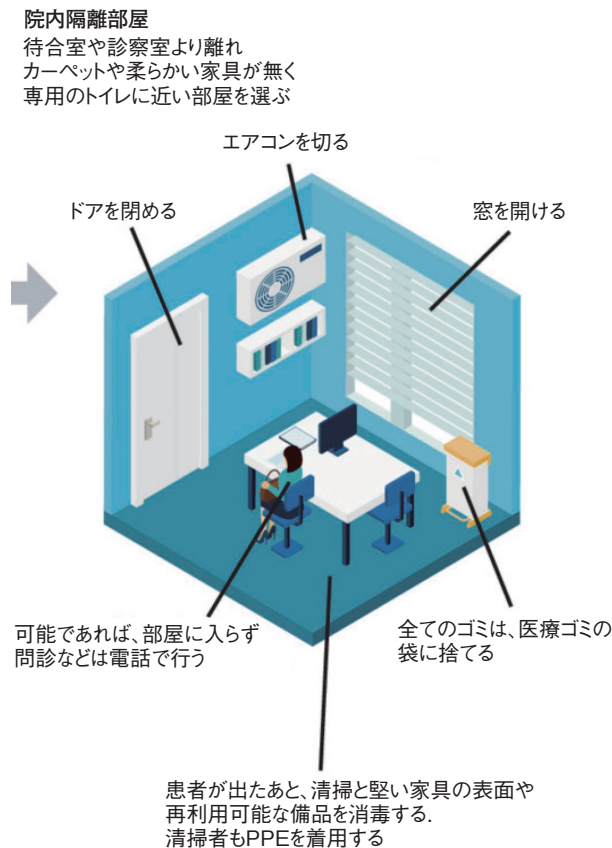 院内隔離部屋
待合室や診察室より離れ
カーペットや柔らかい家具が無く
専用のトイレに近い部屋を選ぶ
エアコンを切る
ドアを閉める
窓を開ける
可能であれば、部屋に入らず
問診などは電話で行う
全てのゴミは、医療ゴミの
袋に捨てる
患者が出たあと、清掃と堅い家具の表面や
再利用可能な備品を消毒する.
清掃者もPPEを着用する